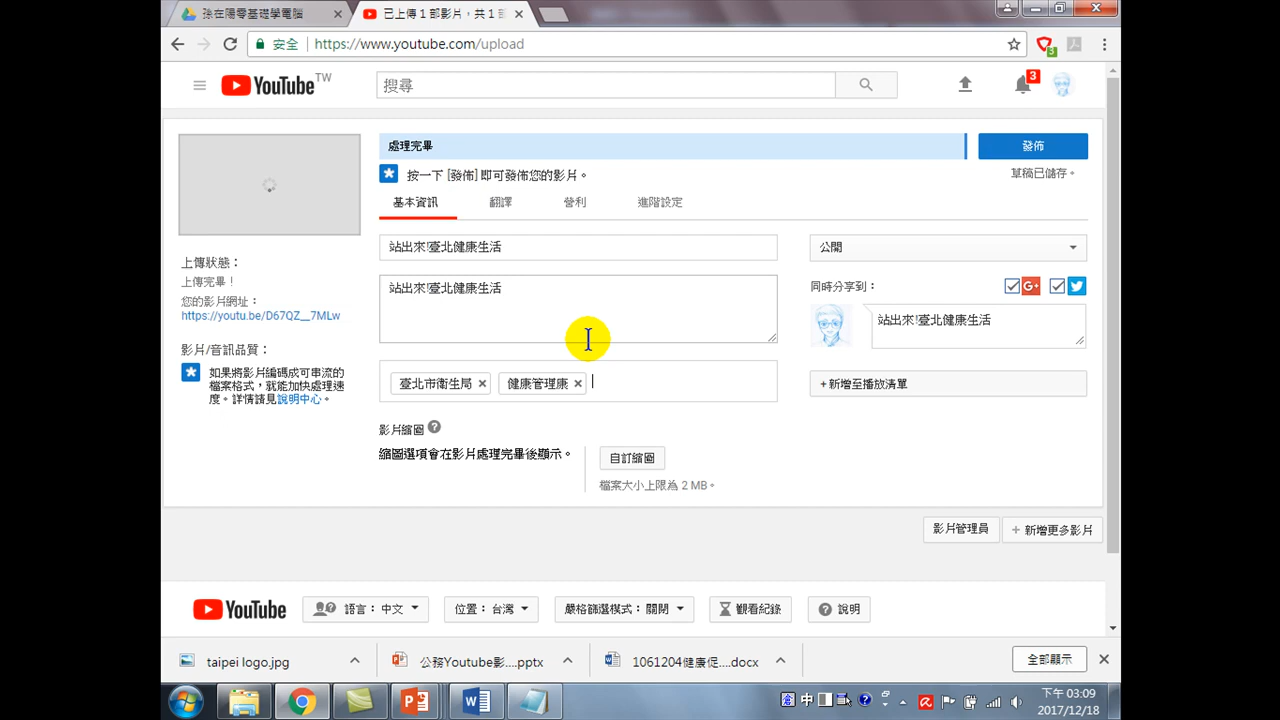 孫在陽零基礎學電腦
已上傳 1 部影片，共 1 部
安全 https://www.youtube.com/upload
YouTube TW
搜尋
3
處理完畢
發佈
按一下 [發佈] 即可發佈您的影片。
草稿已儲存。
基本資訊 翻譯 營利 進階設定
站出來!臺北健康生活
公開
站出來!臺北健康生活
同時分享到：
站出來!臺北健康生活
上傳狀態：
上傳完畢！
您的影片網址：
https://youtu.be/D67QZ__7MLw
影片/音訊品質：
如果將影片編碼成可串流的
檔案格式，就能加快處理速
度。詳情請見說明中心。
臺北市衛生局 健康管理康
+新增至播放清單
影片縮圖
縮圖選項會在影片處理完畢後顯示。
自訂縮圖
檔案大小上限為 2 MB。
影片管理員 + 新增更多影片
YouTube 語言：中文 位置：台灣 嚴格篩選模式：關閉 觀看紀錄 說明
taipei logo.jpg 公務Youtube影....pptx 1061204健康促....docx 全部顯示
中
下午 03:09
2017/12/18